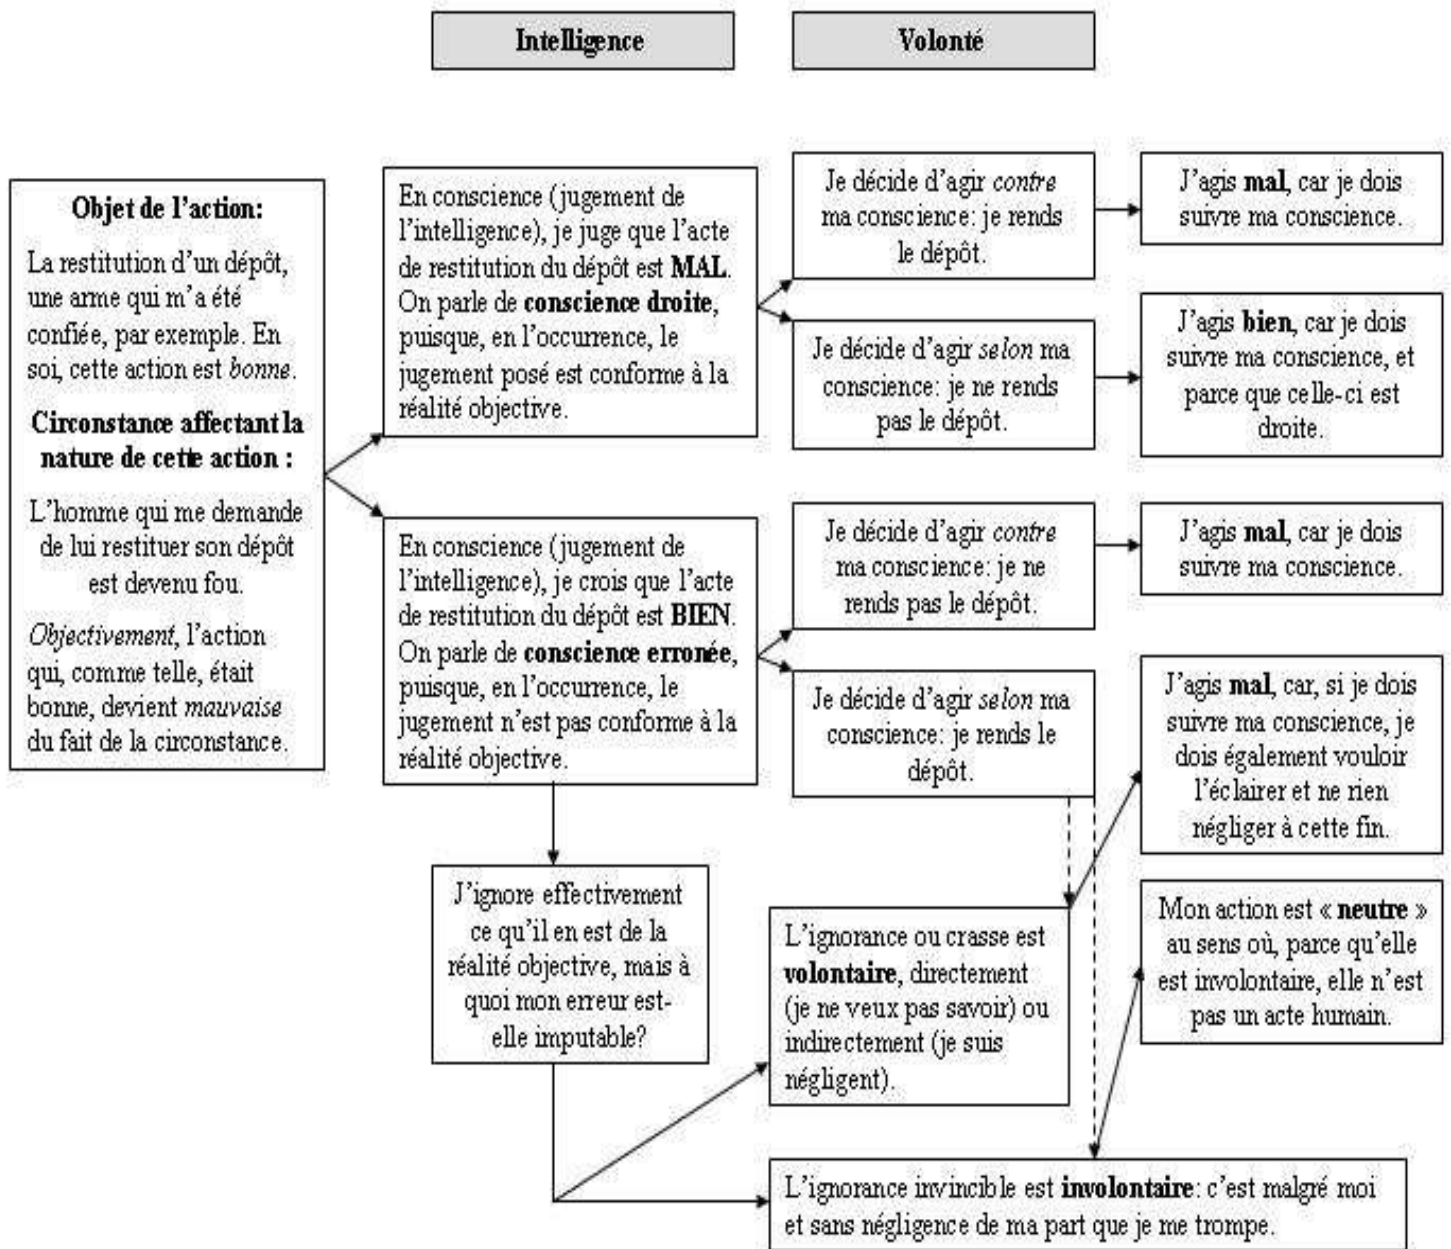 Intelligence
Volonté
Objet de l'action:
La restitution d'un dépôt,
une arme qui m'a été
confiée, par exemple. En
soi, cette action est bonne.
Circonstance affectant la
nature de cette action :
L'homme qui me demande
de lui restituer son dépôt
est devenu fou.
Objectivement, l'action
qui, comme telle, était
bonne, devient mauvaise
du fait de la circonstance.
En conscience (jugement de
l'intelligence), je juge que l'acte
de restitution du dépôt est MAL.
On parle de conscience droite,
puisque, en l'occurrence, le
jugement posé est conforme à la
réalité objective.
Je décide d'agir contre
ma conscience: je rends
le dépôt.
J'agis mal, car je dois
suivre ma conscience.
Je décide d'agir selon ma
conscience: je ne rends
pas le dépôt.
J'agis bien, car je dois
suivre ma conscience, et
parce que celle-ci est
droite.
En conscience (jugement de
l'intelligence), je crois que l'acte
de restitution du dépôt est BIEN.
On parle de conscience erronée,
puisque, en l'occurrence, le
jugement n'est pas conforme à la
réalité objective.
Je décide d'agir contre
ma conscience: je ne
rends pas le dépôt.
J'agis mal, car je dois
suivre ma conscience.
Je décide d'agir selon ma
conscience: je rends le
dépôt.
J'agis mal, car, si je dois
suivre ma conscience, je
dois également vouloir
l'éclairer et ne rien
négliger à cette fin.
J'ignore effectivement
ce qu'il en est de la
réalité objective, mais à
quoi mon erreur est-
elle imputable?
L'ignorance ou crasse est
volontaire, directement
(je ne veux pas savoir) ou
indirectement (je suis
négligent).
Mon action est « neutre »
au sens où, parce qu'elle
est involontaire, elle n'est
pas un acte humain.
L'ignorance invincible est involontaire: c'est malgré moi
et sans négligence de ma part que je me trompe.